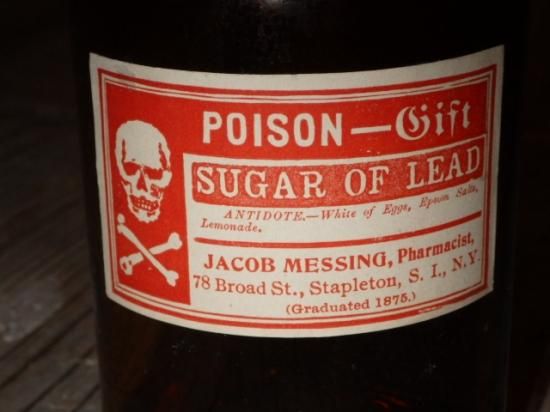 POISON—Gift
SUGAR OF LEAD
ANTIDOTE.—White of Eggs, Epsom Salts,
Lemonade.
JACOB MESSING, Pharmacist,
78 Broad St., Stapleton, S. I., N.Y.
(Graduated 1875.)